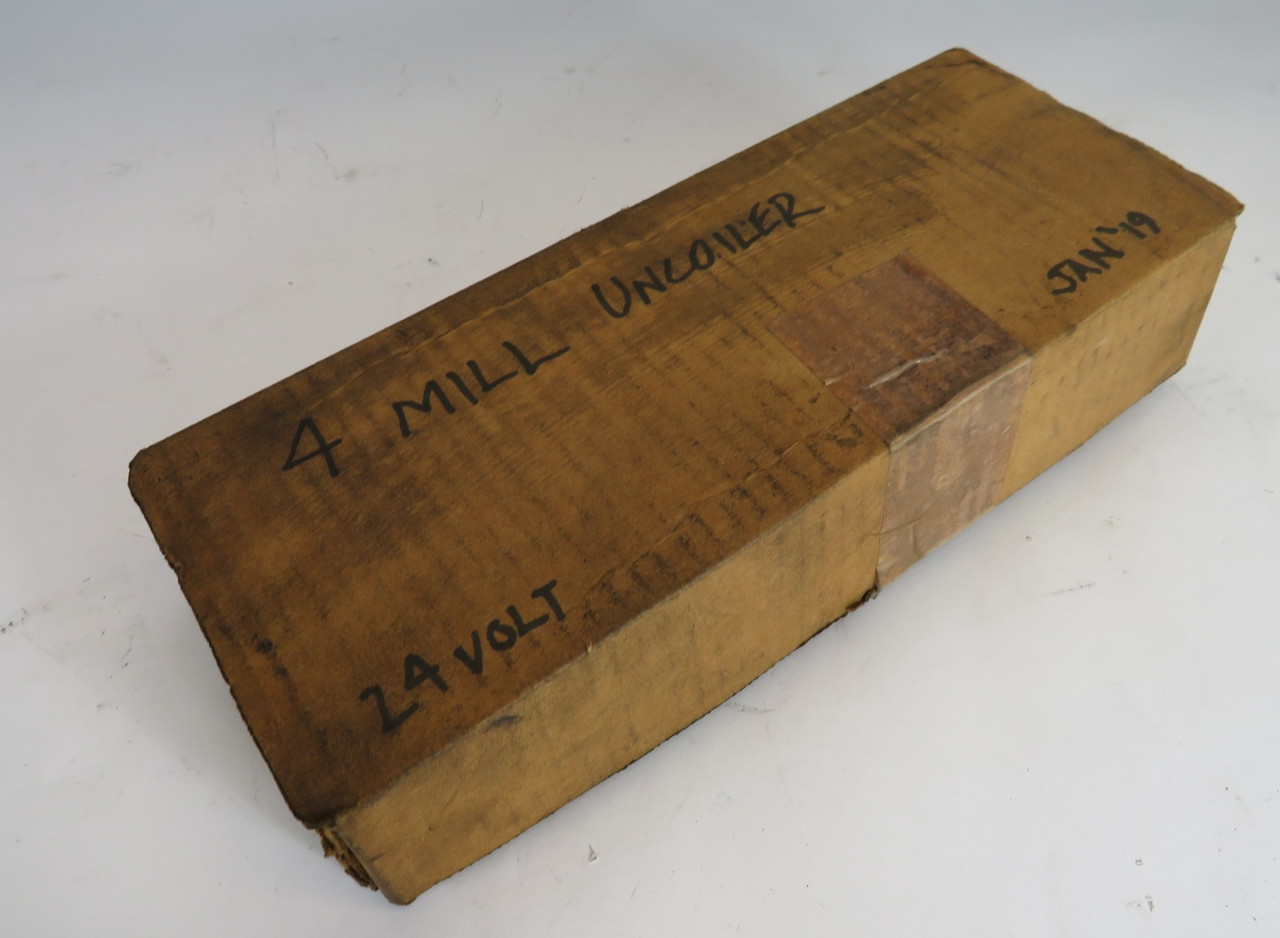 4 MILL UNCOILER
JAN '19
24 VOLT